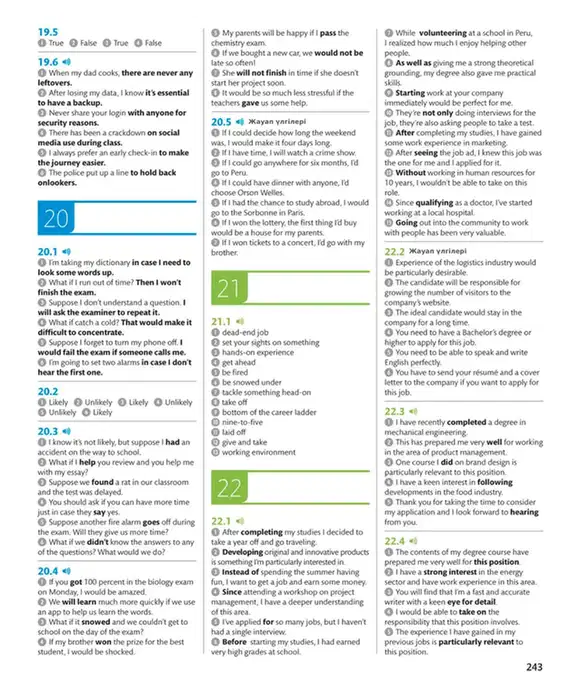 19.5
1 True 2 False 3 True 4 False
19.6
1 When my dad cooks, there are never any
leftovers.
2 After losing my data, I know it's essential
to have a backup.
3 Never share your login with anyone for
security reasons.
4 There has been a crackdown on social
media use during class.
5 I always prefer an early check-in to make
the journey easier.
6 The police put up a line to hold back
onlookers.
20
20.1
1 I'm taking my dictionary in case I need to
look some words up.
2 What if I run out of time? Then I won't
finish the exam.
3 Suppose I don't understand a question. I
will ask the examiner to repeat it.
4 What if catch a cold? That would make it
difficult to concentrate.
5 Suppose I forget to turn my phone off. I
would fail the exam if someone calls me.
6 I'm going to set two alarms in case I don't
hear the first one.
20.2
1 Likely 2 Unlikely 3 Likely 4 Unlikely
5 Unlikely 6 Likely
20.3
1 I know it's not likely, but suppose I had an
accident on the way to school.
2 What if I help you review and you help me
with my essay?
3 Suppose we found a rat in our classroom
and the test was delayed.
4 You should ask if you can have more time
just in case they say yes.
5 Suppose another fire alarm goes off during
the exam. Will they give us more time?
6 What if we didn't know the answers to any
of the questions? What would we do?
20.4
1 If you got 100 percent in the biology exam
on Monday, I would be amazed.
2 We will learn much more quickly if we use
an app to help us learn the words.
3 What if it snowed and we couldn't get to
school on the day of the exam?
4 If my brother won the prize for the best
student, I would be shocked.
5 My parents will be happy if I pass the
chemistry exam.
6 If we bought a new car, we would not be
late so often!
7 She will not finish in time if she doesn't
start her project soon.
8 It would be so much less stressful if the
teachers gave us some help.
20.5 Жауап үлгілері
1 If I could decide how long the weekend
was, I would make it four days long.
2 If I have time, I will watch a crime show.
3 If I could go anywhere for six months, I'd
go to Peru.
4 If I could have dinner with anyone, I'd
choose Orson Welles.
5 If I had the chance to study abroad, I would
go to the Sorbonne in Paris.
6 If I won the lottery, the first thing I'd buy
would be a house for my parents.
7 If I won tickets to a concert, I'd go with my
brother.
21
21.1
1 dead-end job
2 set your sights on something
3 hands-on experience
4 get ahead
5 be fired
6 be snowed under
7 tackle something head-on
8 take off
9 bottom of the career ladder
10 nine-to-five
11 laid off
12 give and take
13 working environment
22
22.1
1 After completing my studies I decided to
take a year off and go traveling.
2 Developing original and innovative products
is something I'm particularly interested in.
3 Instead of spending the summer having
fun, I want to get a job and earn some money.
4 Since attending a workshop on project
management, I have a deeper understanding
of this area.
5 I've applied for so many jobs, but I haven't
had a single interview.
6 Before starting my studies, I had earned
very high grades at school.
7 While volunteering at a school in Peru,
I realized how much I enjoy helping other
people.
8 As well as giving me a strong theoretical
grounding, my degree also gave me practical
skills.
9 Starting work at your company
immediately would be perfect for me.
10 They're not only doing interviews for the
job, they're also asking people to take a test.
11 After completing my studies, I have gained
some work experience in marketing.
12 After seeing the job ad, I knew this job was
the one for me and I applied for it.
13 Without working in human resources for
10 years, I wouldn't be able to take on this
role.
14 Since qualifying as a doctor, I've started
working at a local hospital.
15 Going out into the community to work
with people has been very valuable.
22.2 Жауап үлгілері
1 Experience of the logistics industry would
be particularly desirable.
2 The candidate will be responsible for
growing the number of visitors to the
company's website.
3 The ideal candidate would stay in the
company for a long time.
4 You need to have a Bachelor's degree or
higher to apply for this job.
5 You need to be able to speak and write
English perfectly.
6 You have to send your résumé and a cover
letter to the company if you want to apply for
this job.
22.3
1 I have recently completed a degree in
mechanical engineering.
2 This has prepared me very well for working
in the area of product management.
3 One course I did on brand design is
particularly relevant to this position.
4 I have a keen interest in following
developments in the food industry.
5 Thank you for taking the time to consider
my application and I look forward to hearing
from you.
22.4
1 The contents of my degree course have
prepared me very well for this position.
2 I have a strong interest in the energy
sector and have work experience in this area.
3 You will find that I'm a fast and accurate
writer with a keen eye for detail.
4 I would be able to take on the
responsibility that this position involves.
5 The experience I have gained in my
previous jobs is particularly relevant to
this position.
243